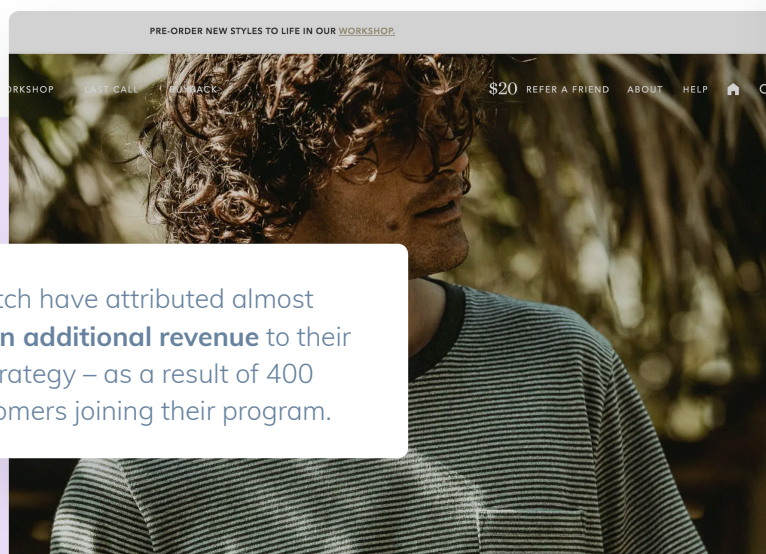 PRE-ORDER NEW STYLES TO LIFE IN OUR WORKSHOP.
ORKSHOP LAST CALL BUYBACK $20 REFER A FRIEND ABOUT HELP
tch have attributed almost
n additional revenue to their
rategy – as a result of 400
omers joining their program.